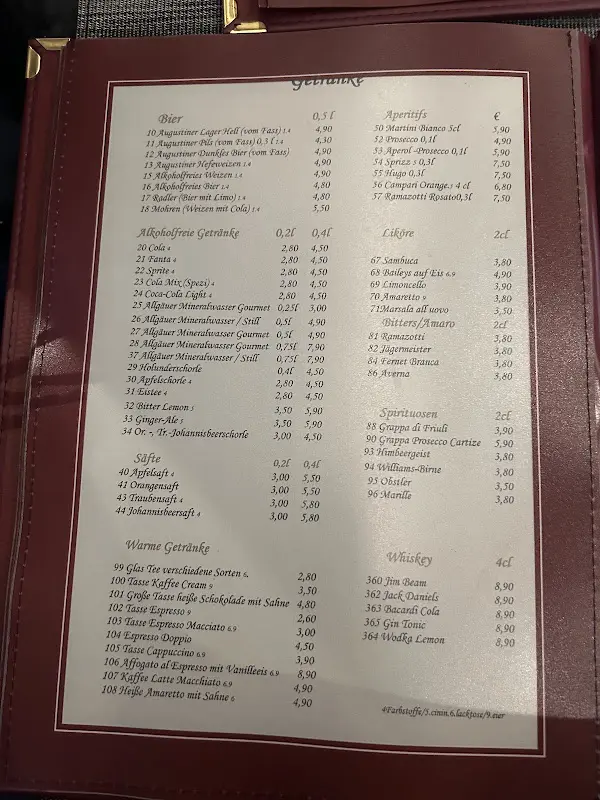 Getränke
Bier 0,5 l
10 Augustiner Lager Hell (vom Fass) 1.4 4,90
11 Augustiner Pils (vom Fass) 0,3 l 1.4 4,30
12 Augustiner Dunkles Bier (vom Fass) 4,90
13 Augustiner Hefeweizen 4,90
15 Alkoholfreies Weizen 1.4 4,90
16 Alkoholfreies Bier 1.4 4,80
17 Radler (Bier mit Limo) 1.4 4,80
18 Mohren (Weizen mit Cola) 1.4 5,50
Alkoholfreie Getränke 0,2l 0,4l
20 Cola 4 2,80 4,50
21 Fanta 4 2,80 4,50
22 Sprite 4 2,80 4,50
23 Cola Mix (Spezi) 4 2,80 4,50
24 Coca-Cola Light 4 2,80 4,50
25 Allgäuer Mineralwasser Gourmet 0,25l 3,00
26 Allgäuer Mineralwasser / Still 0,5l 4,90
27 Allgäuer Mineralwasser Gourmet 0,5l 4,90
28 Allgäuer Mineralwasser Gourmet 0,75l 7,90
37 Allgäuer Mineralwasser / Still 0,75l 7,90
29 Holunderschorle 0,4l 4,50
30 Apfelschorle 4 2,80 4,50
31 Eistee 4 2,80 4,50
32 Bitter Lemon 5 3,50 5,90
33 Ginger-Ale 5 3,50 5,90
34 Or. -, Tr.-Johannisbeerschorle 3,00 4,50
Säfte 0,2l 0,4l
40 Apfelsaft 4 3,00 5,50
41 Orangensaft 3,00 5,50
43 Traubensaft 4 3,00 5,80
44 Johannisbeersaft 4 3,00 5,80
Warme Getränke
99 Glas Tee verschiedene Sorten 6. 2,80
100 Tasse Kaffee Cream 9 3,50
101 Große Tasse heiße Schokolade mit Sahne 4,80
102 Tasse Espresso 9 2,60
103 Tasse Espresso Macciato 6.9 3,00
104 Espresso Doppio 4,50
105 Tasse Cappuccino 6.9 3,90
106 Affogato al Espresso mit Vanilleeis 6.9 8,90
107 Kaffee Latte Macchiato 6.9 4,90
108 Heiße Amaretto mit Sahne 6 4,90
Aperitifs €
50 Martini Bianco 5cl 5,90
52 Prosecco 0,1l 4,90
53 Aperol-Prosecco 0,1l 5,90
54 Sprizz 5 0,3l 7,50
55 Hugo 0,3l 7,50
56 Campari Orange.5 4 cl 6,80
57 Ramazotti Rosato0,3l 7,50
Liköre 2cl
67 Sambuca 3,80
68 Baileys auf Eis 6.9 4,90
69 Limoncello 3,90
70 Amaretto 9 3,80
71Marsala all uovo 3,50
Bitters/Amaro 2cl
81 Ramazotti 3,80
82 Jägermeister 3,80
84 Fernet Branca 3,80
86 Averna 3,80
Spirituosen 2cl
88 Grappa di Friuli 3,90
90 Grappa Prosecco Cartize 5,90
93 Himbeergeist 3,80
94 Williams-Birne 3,80
95 Obstler 3,50
96 Marille 3,80
Whiskey 4cl
360 Jim Beam 8,90
362 Jack Daniels 8,90
363 Bacardi Cola 8,90
365 Gin Tonic 8,90
364 Wodka Lemon 8,90
4Farbstoffe/5.cinin.6.lacktose/9.eier